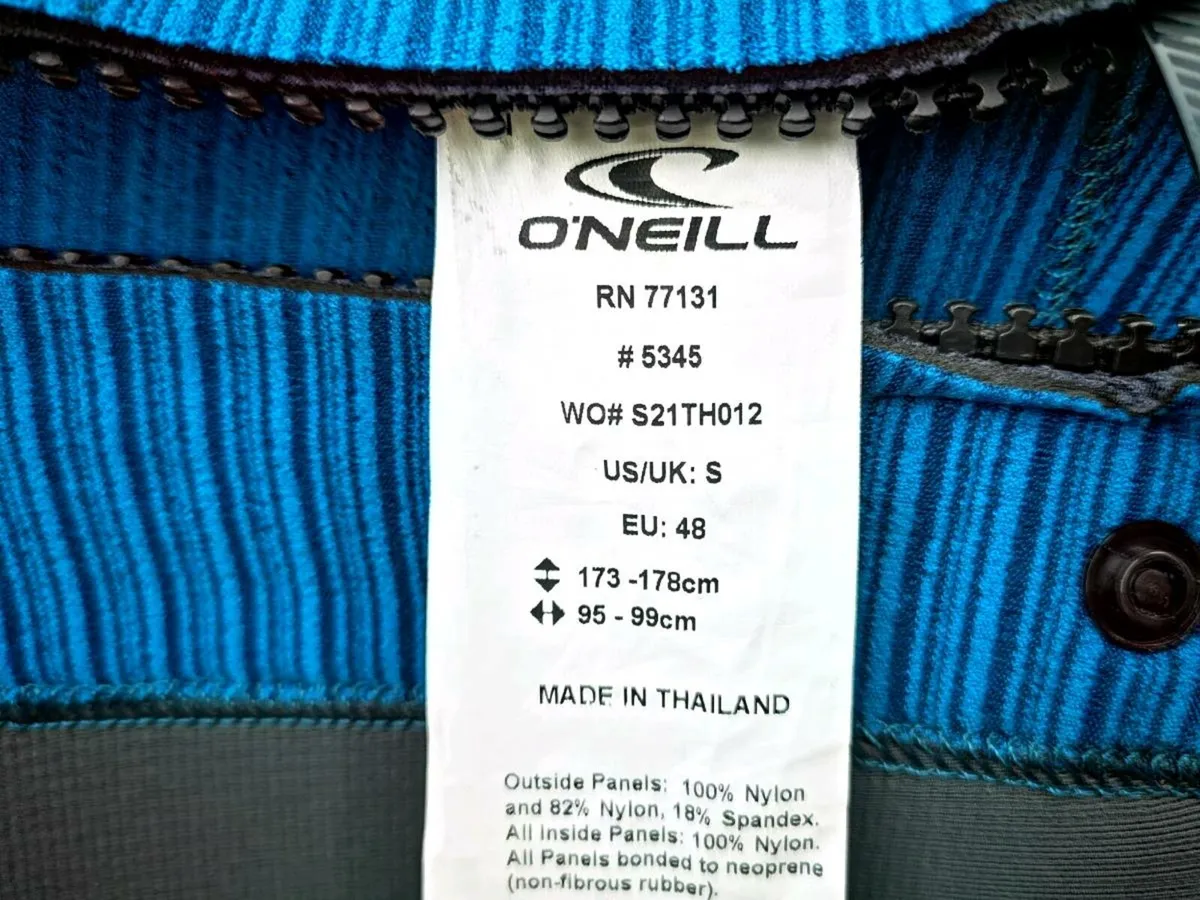 O'NEILL
RN 77131
# 5345
WO# S21TH012
US/UK: S
EU: 48
173 -178cm
95 - 99cm
MADE IN THAILAND
Outside Panels: 100% Nylon
and 82% Nylon, 18% Spandex.
All Inside Panels: 100% Nylon.
All Panels bonded to neoprene
(non-fibrous rubber).